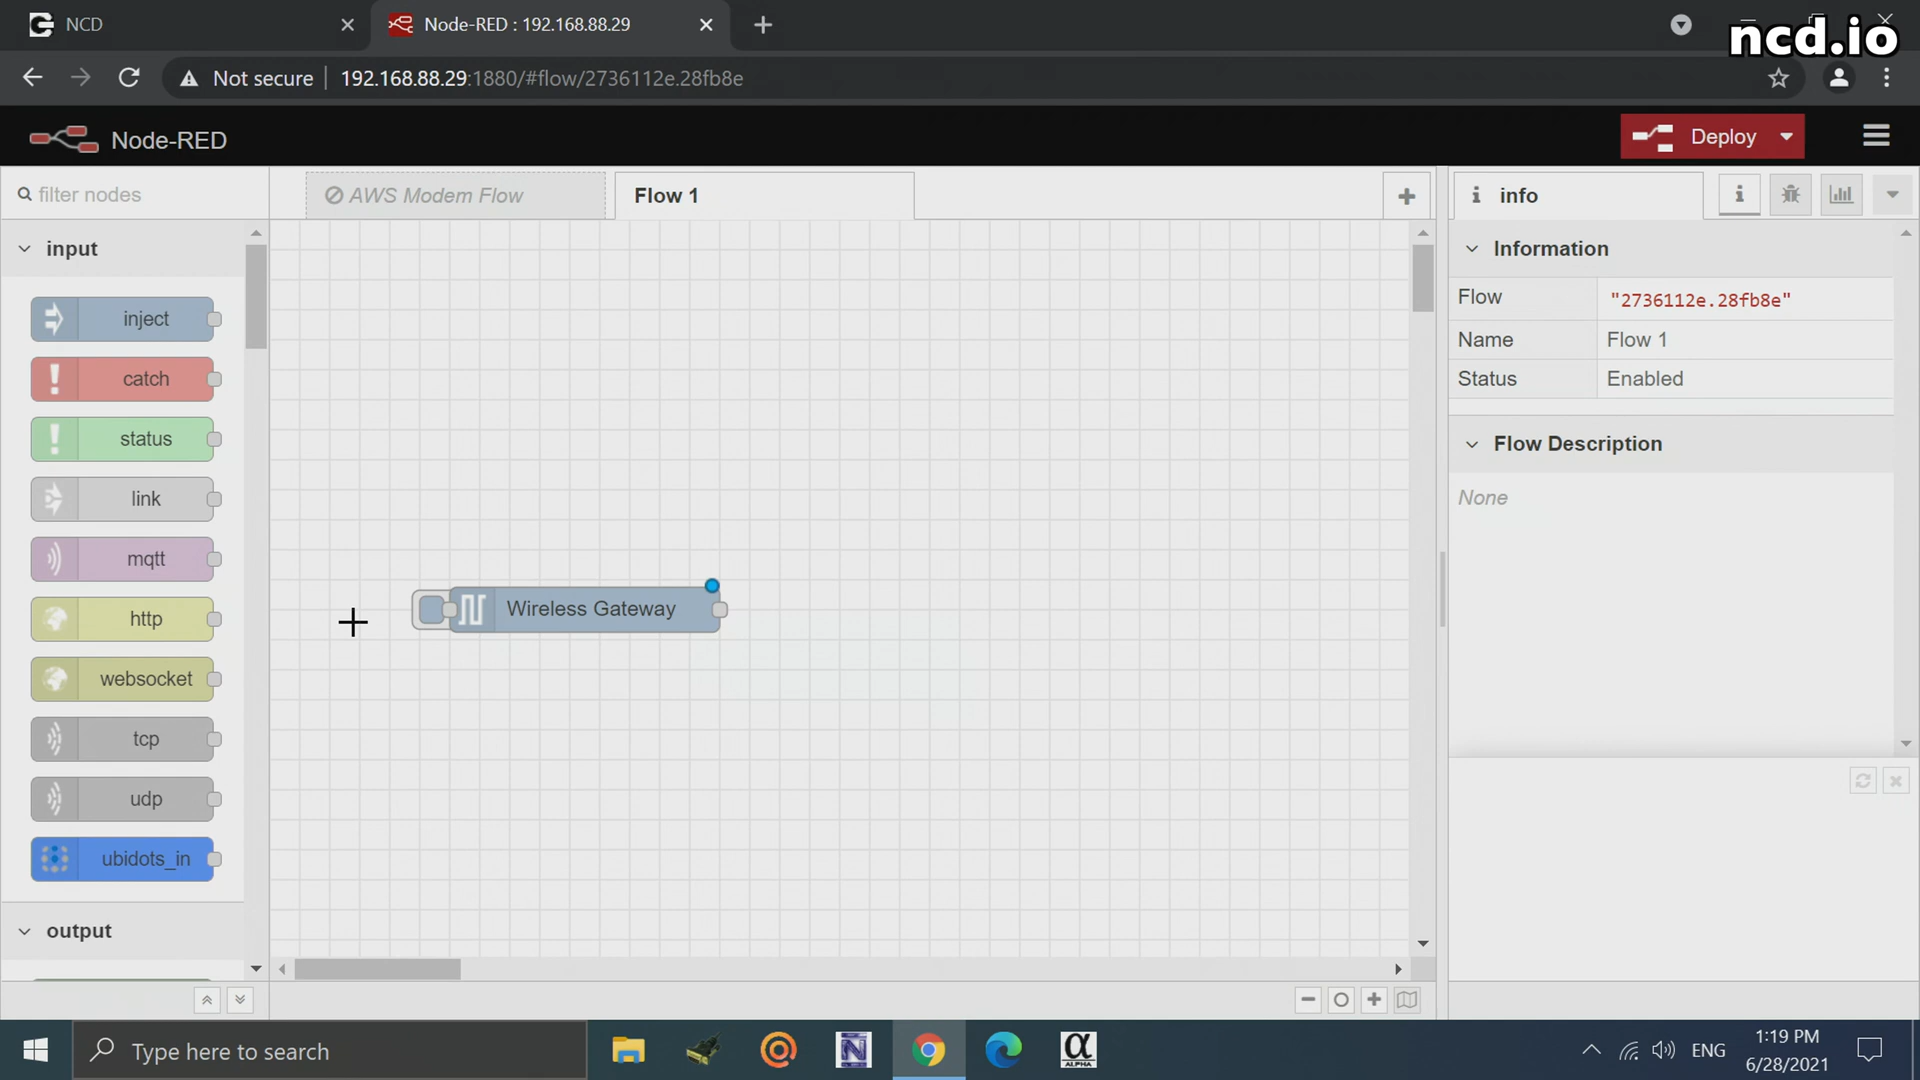 NCD
Node-RED : 192.168.88.29
ncd.io
Not secure
192.168.88.29:1880/#flow/2736112e.28fb8e
Node-RED
Deploy
filter nodes
AWS Modem Flow
Flow 1
info
input
inject
catch
status
link
mqtt
http
websocket
tcp
udp
ubidots_in
output
Wireless Gateway
Information
Flow "2736112e.28fb8e"
Name Flow 1
Status Enabled
Flow Description
None
Type here to search
ALPHA
ENG
1:19 PM
6/28/2021